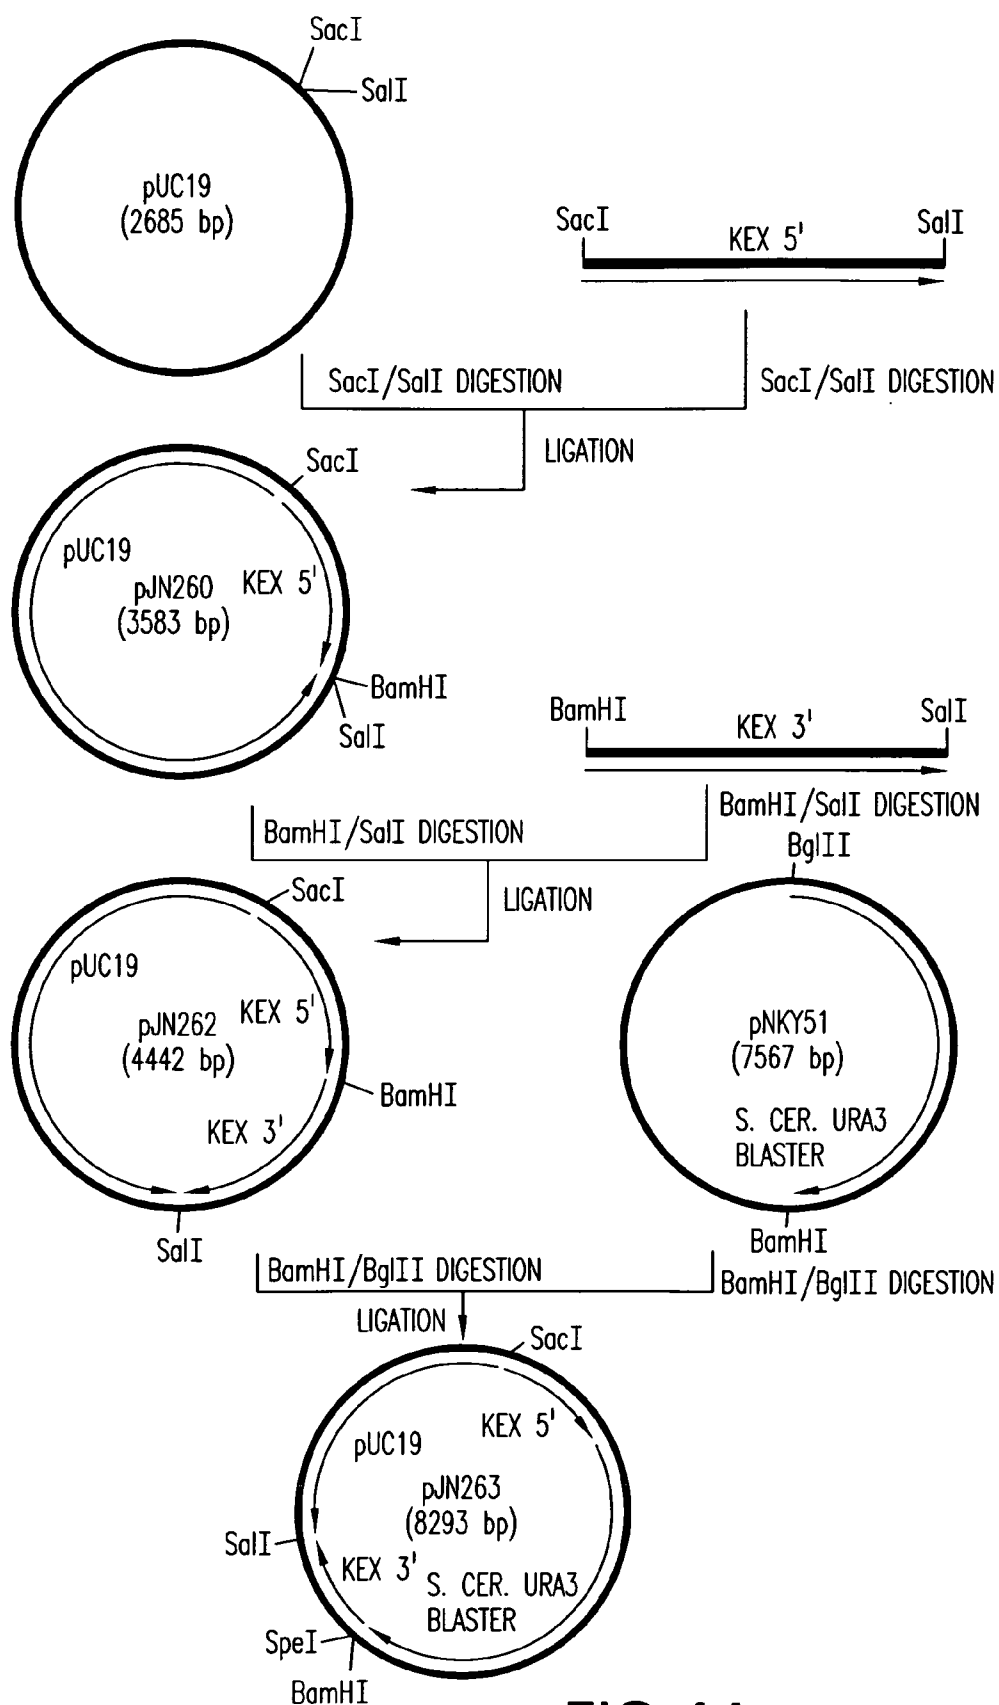 SacI
SalI
pUC19
(2685 bp)
SacI
KEX 5'
SalI
SacI/SalI DIGESTION
SacI/SalI DIGESTION
LIGATION
SacI
pUC19
pJN260
(3583 bp)
KEX 5'
BamHI
SalI
BamHI
KEX 3'
SalI
BamHI/SalI DIGESTION
BamHI/SalI DIGESTION
LIGATION
BglII
SacI
pUC19
pJN262
(4442 bp)
KEX 5'
BamHI
KEX 3'
SalI
pNKY51
(7567 bp)
S. CER. URA3
BLASTER
BamHI
BamHI/BglII DIGESTION
BamHI/BglII DIGESTION
LIGATION
SacI
KEX 5'
pUC19
pJN263
(8293 bp)
SalI
KEX 3'
S. CER. URA3
BLASTER
SpeI
BamHI